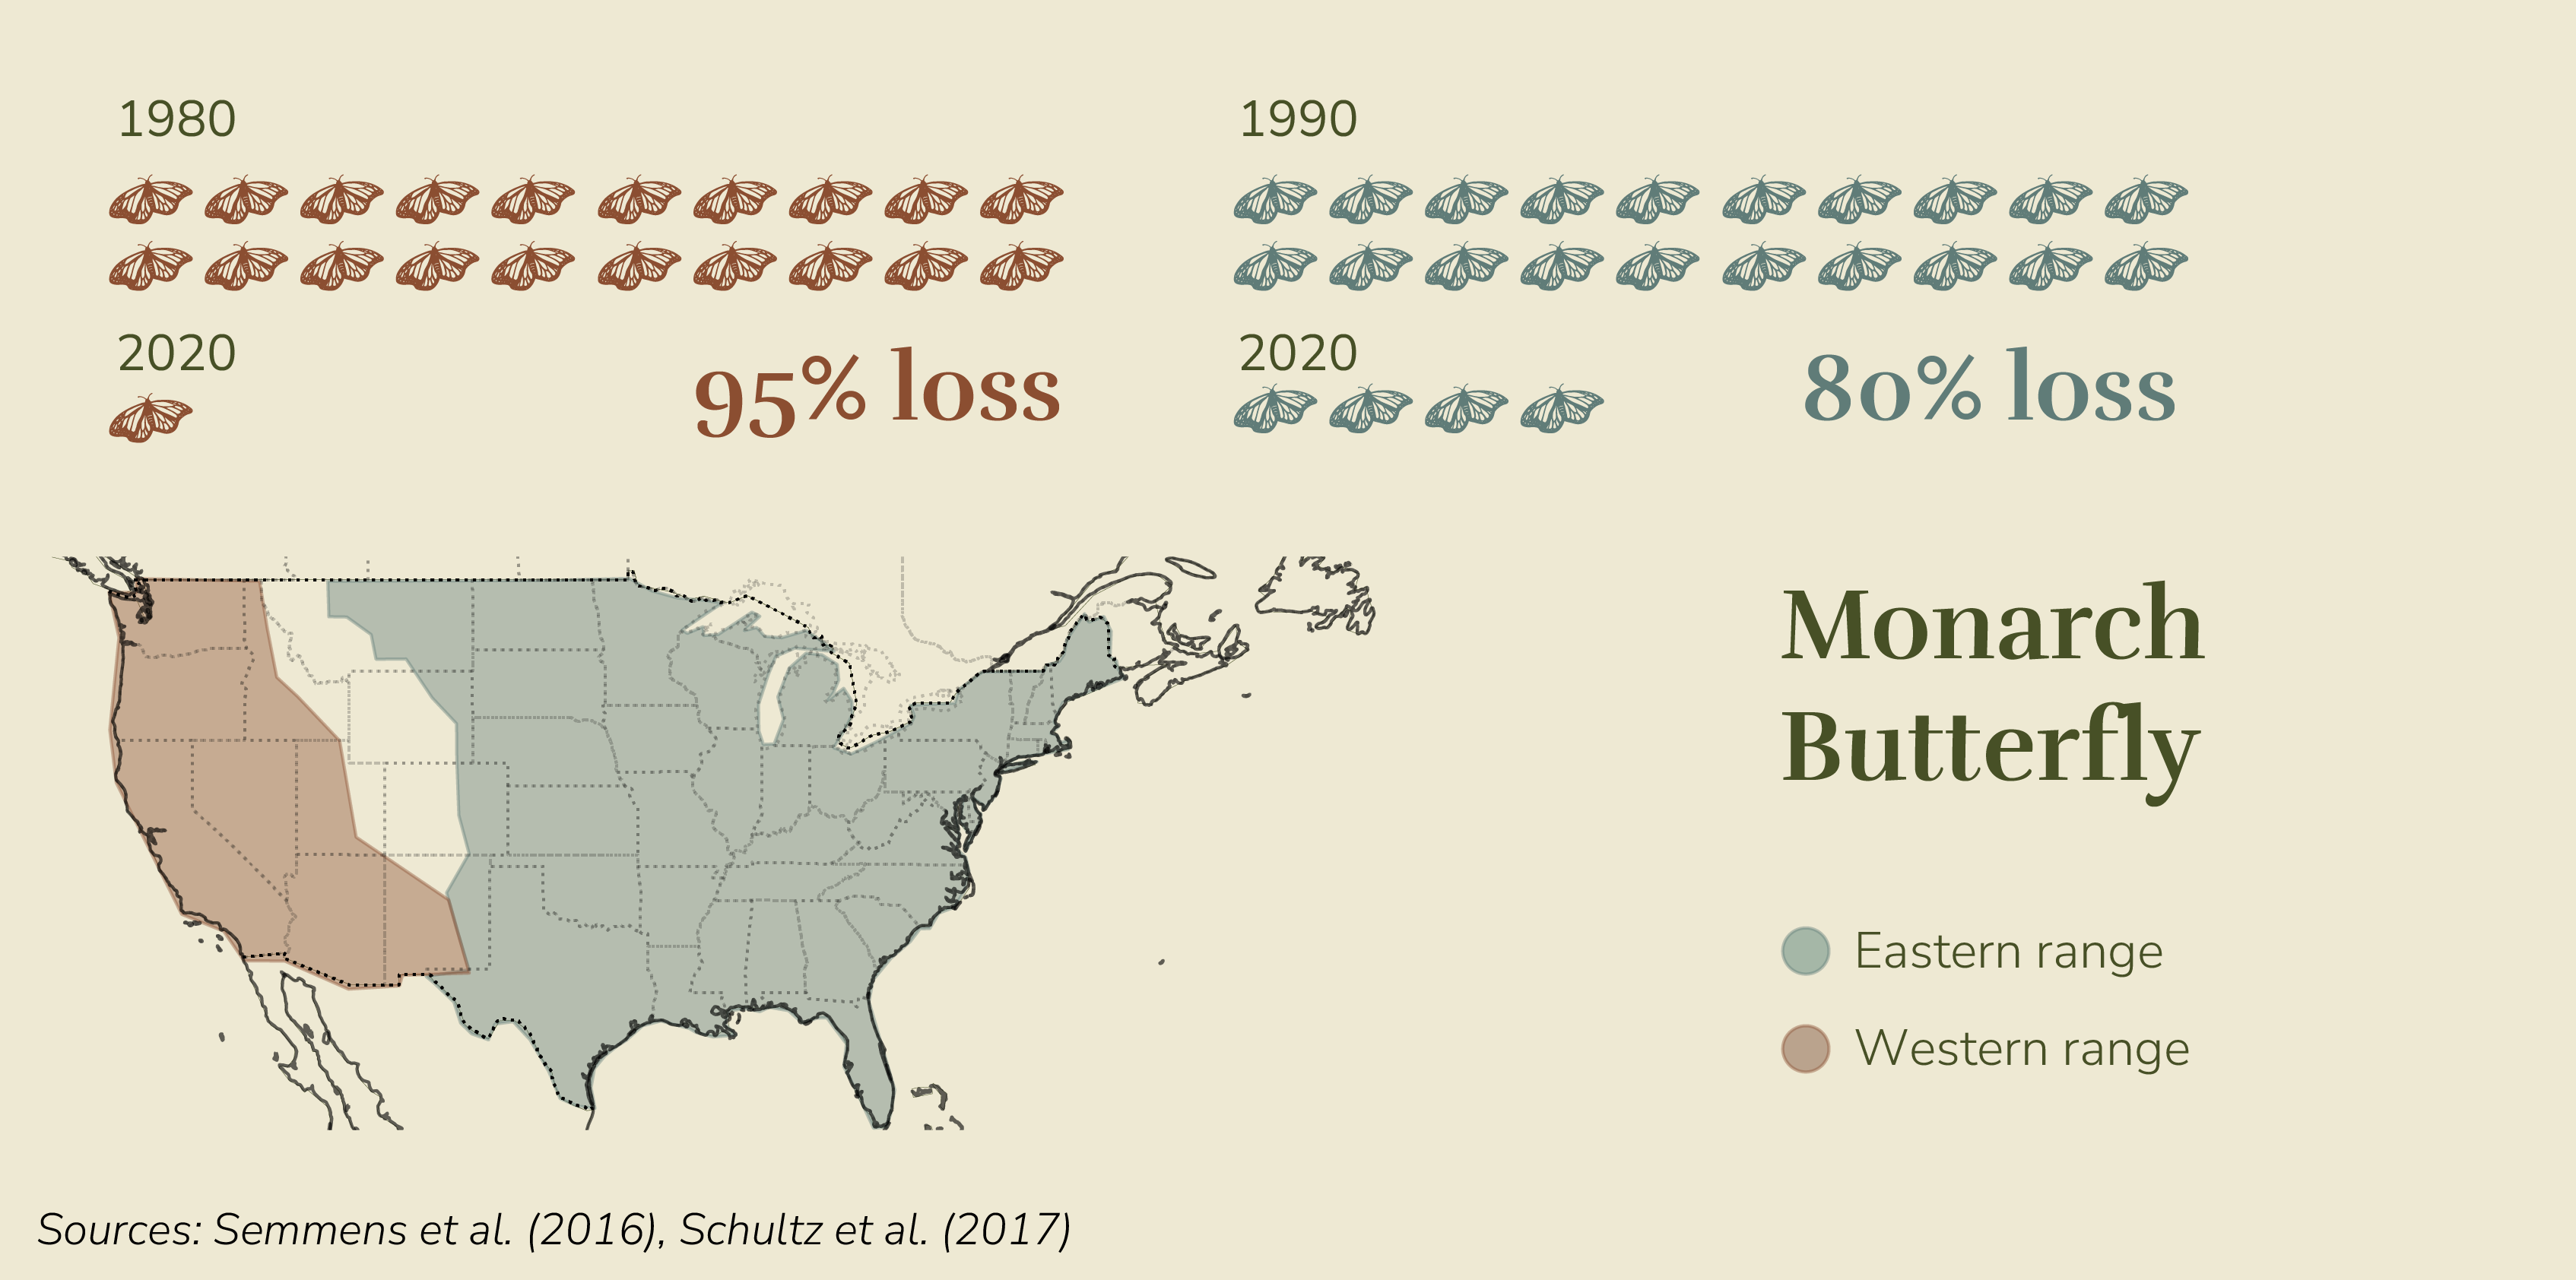 1980
2020
95% loss
1990
2020
80% loss
Monarch
Butterfly
Eastern range
Western range
Sources: Semmens et al. (2016), Schultz et al. (2017)